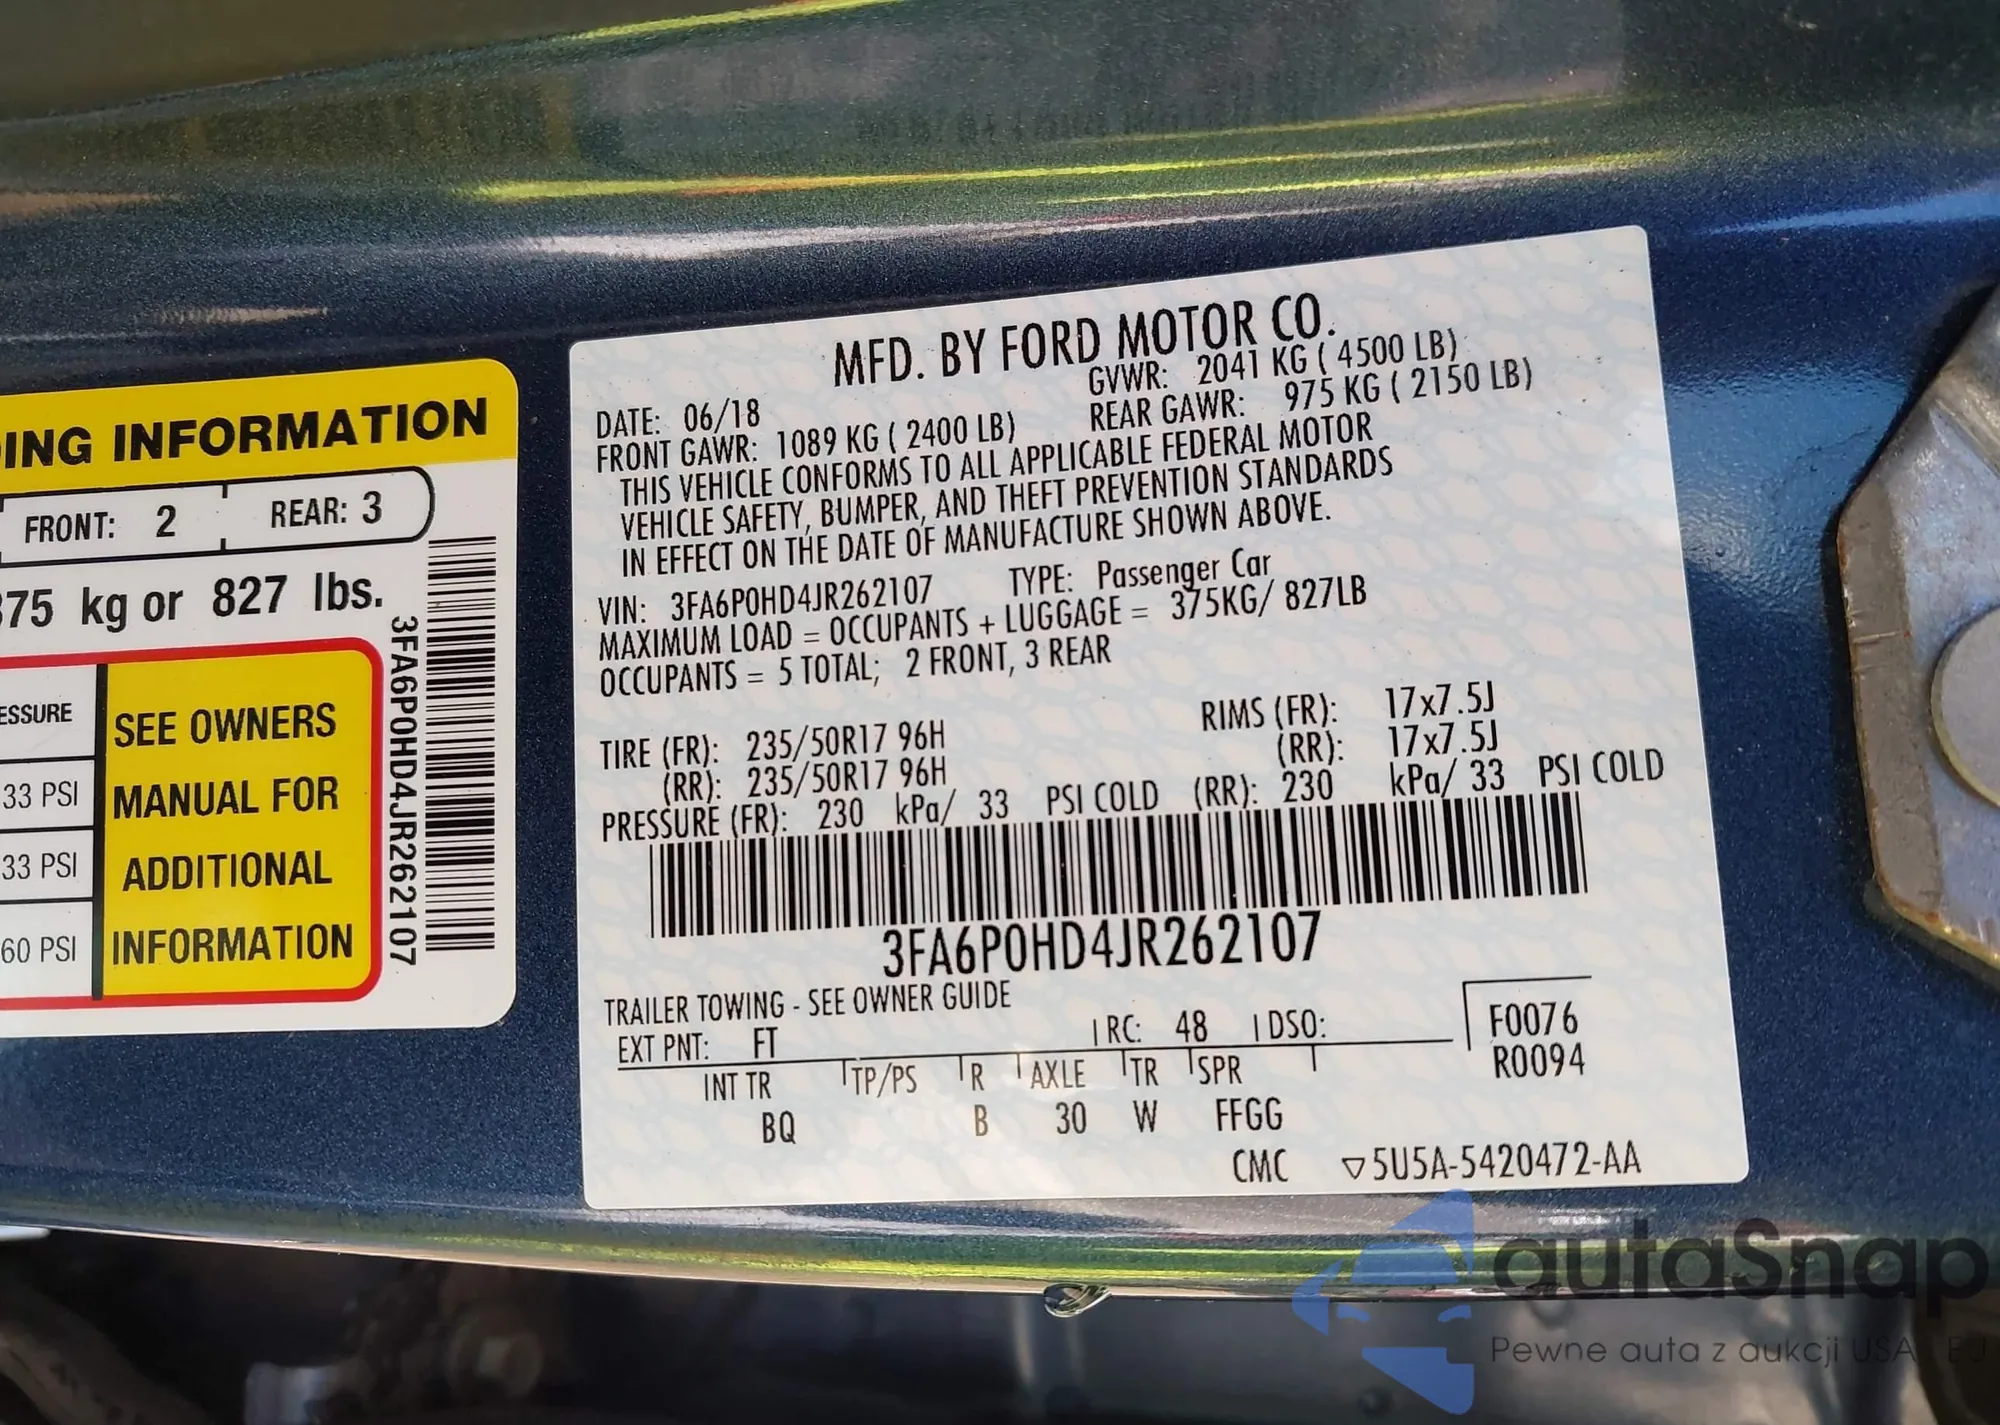 ING INFORMATION
FRONT: 2
REAR: 3
375 kg or 827 lbs.
ESSURE
33 PSI
33 PSI
60 PSI
SEE OWNERS
MANUAL FOR
ADDITIONAL
INFORMATION
3FA6P0HD4JR262107
MFD. BY FORD MOTOR CO.
DATE: 06/18 GVWR: 2041 KG ( 4500 LB)
FRONT GAWR: 1089 KG ( 2400 LB) REAR GAWR: 975 KG ( 2150 LB)
THIS VEHICLE CONFORMS TO ALL APPLICABLE FEDERAL MOTOR
VEHICLE SAFETY, BUMPER, AND THEFT PREVENTION STANDARDS
IN EFFECT ON THE DATE OF MANUFACTURE SHOWN ABOVE.
VIN: 3FA6P0HD4JR262107 TYPE: Passenger Car
MAXIMUM LOAD = OCCUPANTS + LUGGAGE = 375KG/ 827LB
OCCUPANTS = 5 TOTAL; 2 FRONT, 3 REAR
TIRE (FR): 235/50R17 96H RIMS (FR): 17x7.5J
(RR): 235/50R17 96H (RR): 17x7.5J
PRESSURE (FR): 230 kPa/ 33 PSI COLD (RR): 230 kPa/ 33 PSI COLD
3FA6P0HD4JR262107
TRAILER TOWING - SEE OWNER GUIDE
EXT PNT: FT RC: 48 DSO: F0076
R0094
INT TR TP/PS R AXLE TR SPR
BQ B 30 W FFGG
CMC ▽5U5A-5420472-AA
autaSnap
Pewne auta z aukcji USA i EU